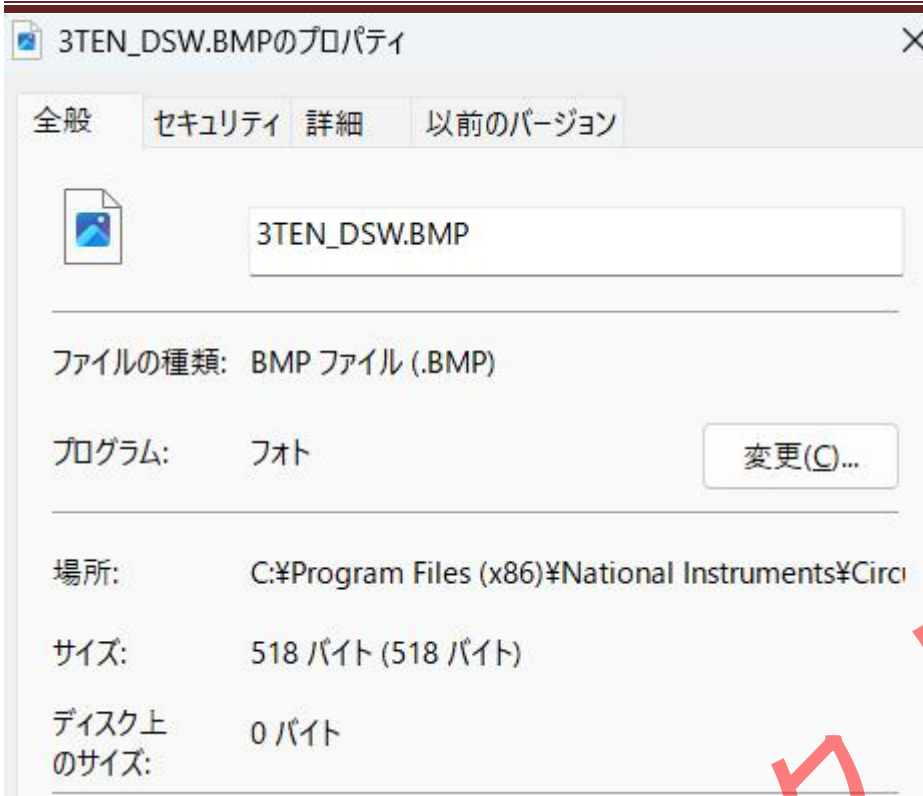 3TEN_DSW.BMPのプロパティ
全般 セキュリティ 詳細 以前のバージョン
3TEN_DSW.BMP
ファイルの種類: BMP ファイル (.BMP)
プログラム: フォト 変更(C)...
場所: C:¥Program Files (x86)¥National Instruments¥Circu
サイズ: 518 バイト (518 バイト)
ディスク上
のサイズ: 0 バイト